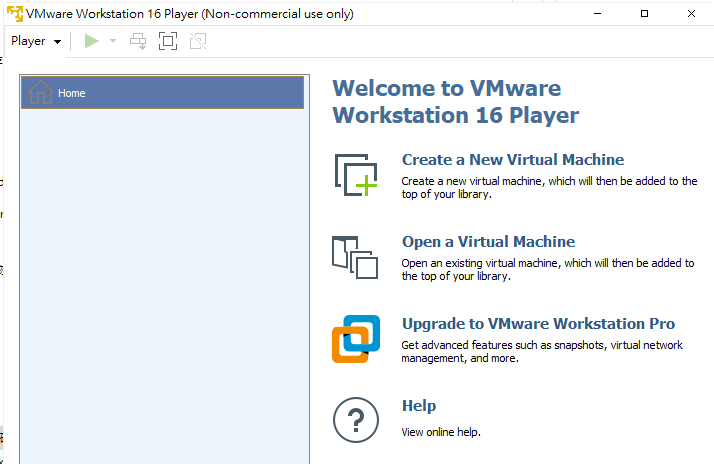 VMware Workstation 16 Player (Non-commercial use only)
Player
Home
Welcome to VMware
Workstation 16 Player
Create a New Virtual Machine
Create a new virtual machine, which will then be added to the
top of your library.
Open a Virtual Machine
Open an existing virtual machine, which will then be added to
the top of your library.
Upgrade to VMware Workstation Pro
Get advanced features such as snapshots, virtual network
management, and more.
Help
View online help.